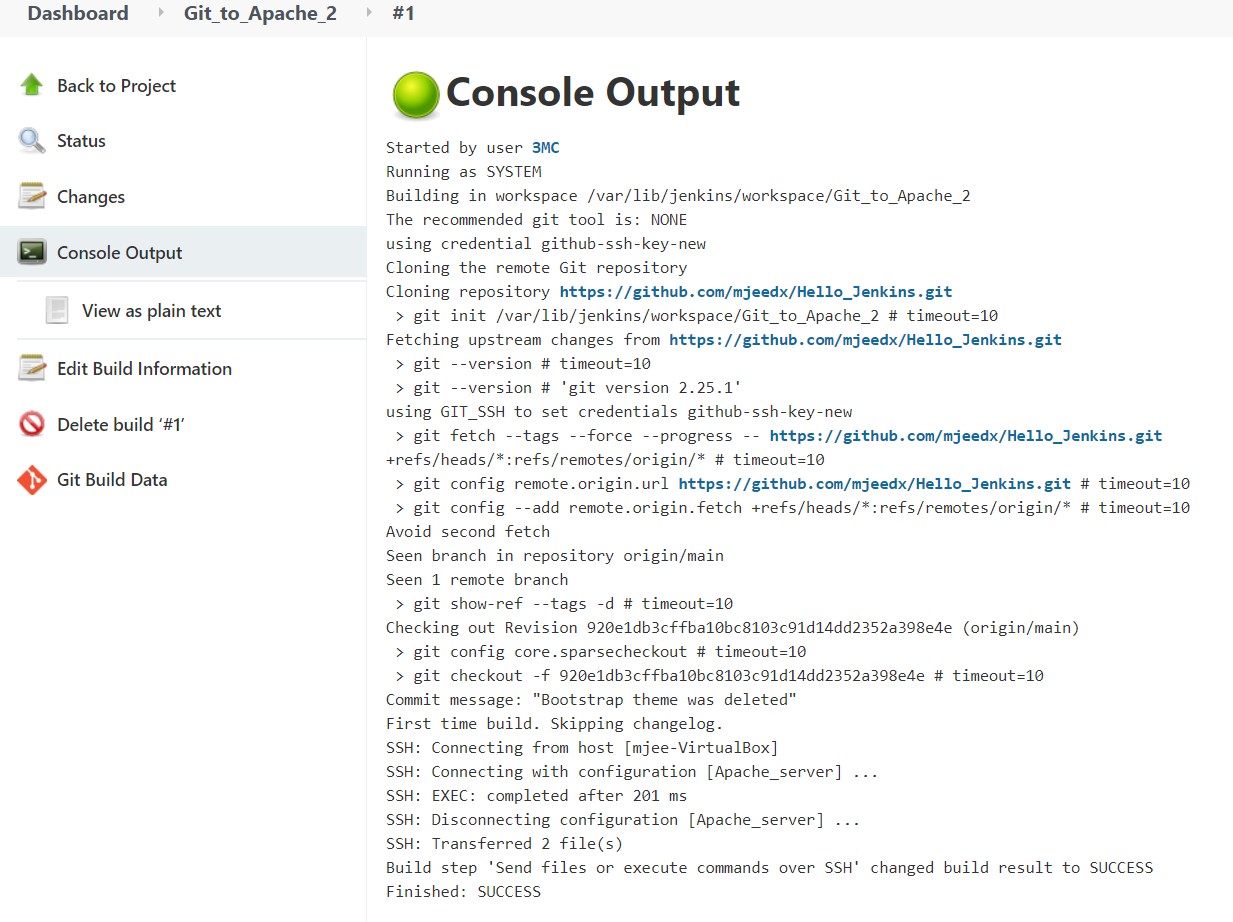 Dashboard Git_to_Apache_2 #1
Back to Project
Status
Changes
Console Output
View as plain text
Edit Build Information
Delete build ‘#1’
Git Build Data
Console Output
Started by user 3MC
Running as SYSTEM
Building in workspace /var/lib/jenkins/workspace/Git_to_Apache_2
The recommended git tool is: NONE
using credential github-ssh-key-new
Cloning the remote Git repository
Cloning repository https://github.com/mjeedx/Hello_Jenkins.git
 > git init /var/lib/jenkins/workspace/Git_to_Apache_2 # timeout=10
Fetching upstream changes from https://github.com/mjeedx/Hello_Jenkins.git
 > git --version # timeout=10
 > git --version # 'git version 2.25.1'
using GIT_SSH to set credentials github-ssh-key-new
 > git fetch --tags --force --progress -- https://github.com/mjeedx/Hello_Jenkins.git
+refs/heads/*:refs/remotes/origin/* # timeout=10
 > git config remote.origin.url https://github.com/mjeedx/Hello_Jenkins.git # timeout=10
 > git config --add remote.origin.fetch +refs/heads/*:refs/remotes/origin/* # timeout=10
Avoid second fetch
Seen branch in repository origin/main
Seen 1 remote branch
 > git show-ref --tags -d # timeout=10
Checking out Revision 920e1db3cffba10bc8103c91d14dd2352a398e4e (origin/main)
 > git config core.sparsecheckout # timeout=10
 > git checkout -f 920e1db3cffba10bc8103c91d14dd2352a398e4e # timeout=10
Commit message: "Bootstrap theme was deleted"
First time build. Skipping changelog.
SSH: Connecting from host [mjee-VirtualBox]
SSH: Connecting with configuration [Apache_server] ...
SSH: EXEC: completed after 201 ms
SSH: Disconnecting configuration [Apache_server] ...
SSH: Transferred 2 file(s)
Build step 'Send files or execute commands over SSH' changed build result to SUCCESS
Finished: SUCCESS